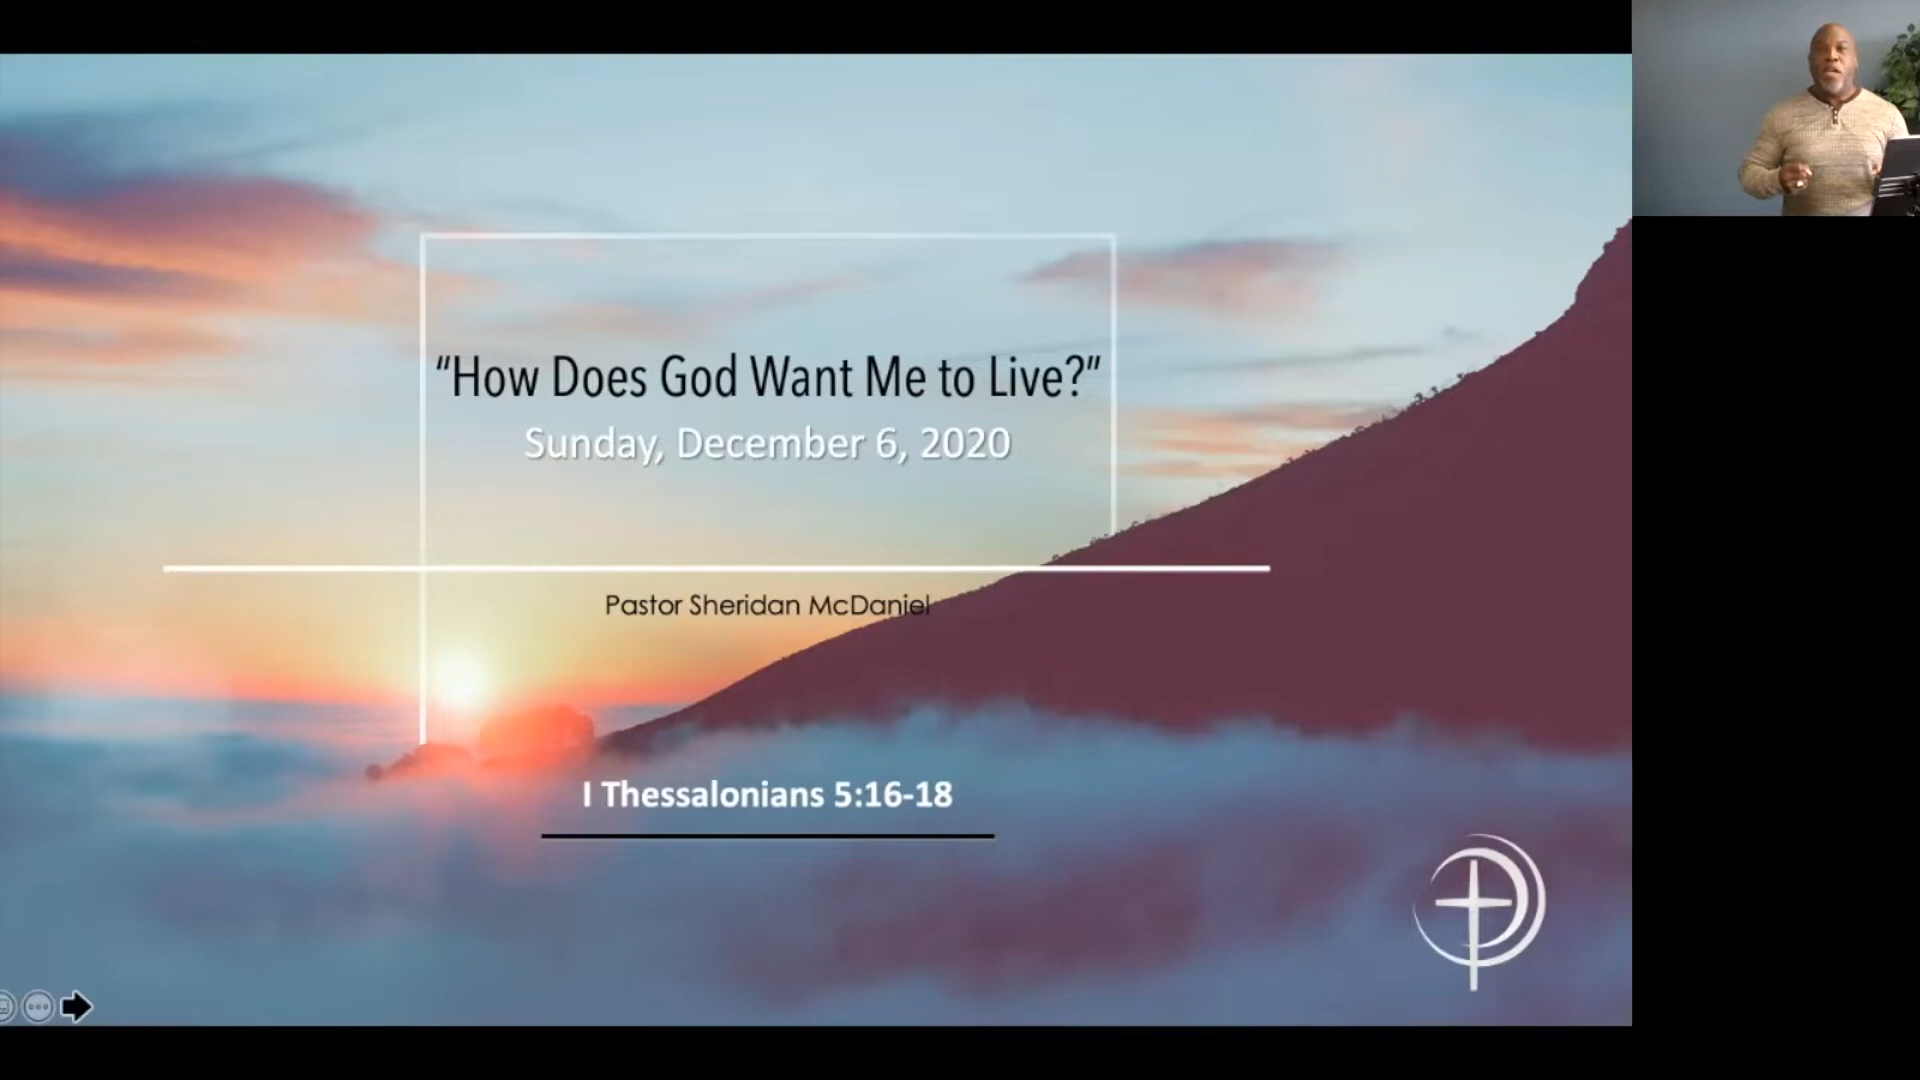 “How Does God Want Me to Live?”
Sunday, December 6, 2020
Pastor Sheridan McDaniel
I Thessalonians 5:16-18